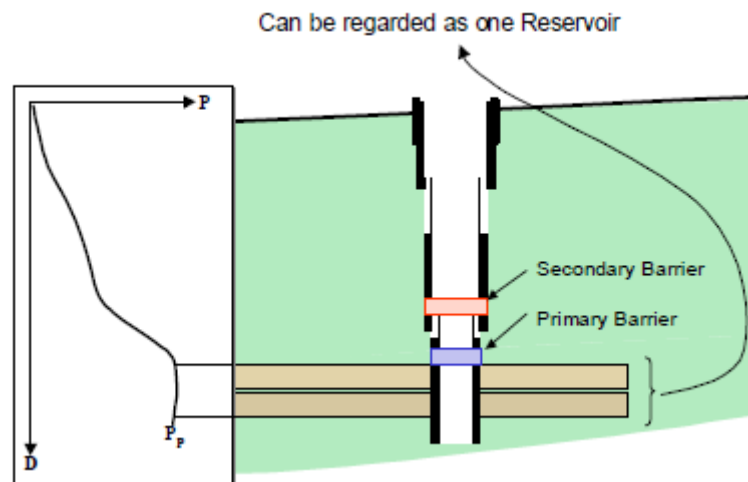 Can be regarded as one Reservoir
P
Secondary Barrier
Primary Barrier
Pp
D